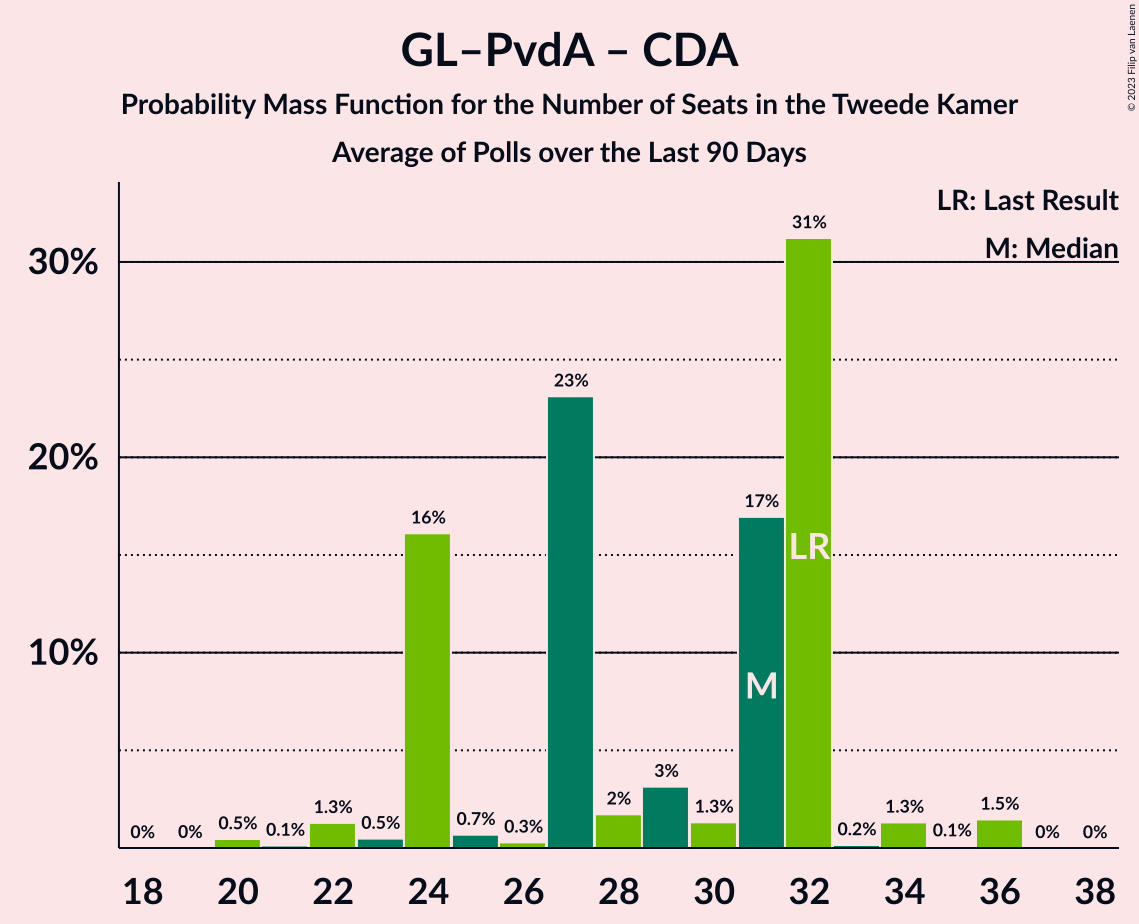 GL–PvdA – CDA
Probability Mass Function for the Number of Seats in the Tweede Kamer
Average of Polls over the Last 90 Days
© 2023 Filip van Laenen
LR: Last Result
M: Median
30%
20%
10%
0%
0%
0.5%
0.1%
1.3%
0.5%
16%
0.7%
0.3%
23%
2%
3%
1.3%
17%
31%
0.2%
1.3%
0.1%
1.5%
0%
0%
LR
M
18 20 22 24 26 28 30 32 34 36 38